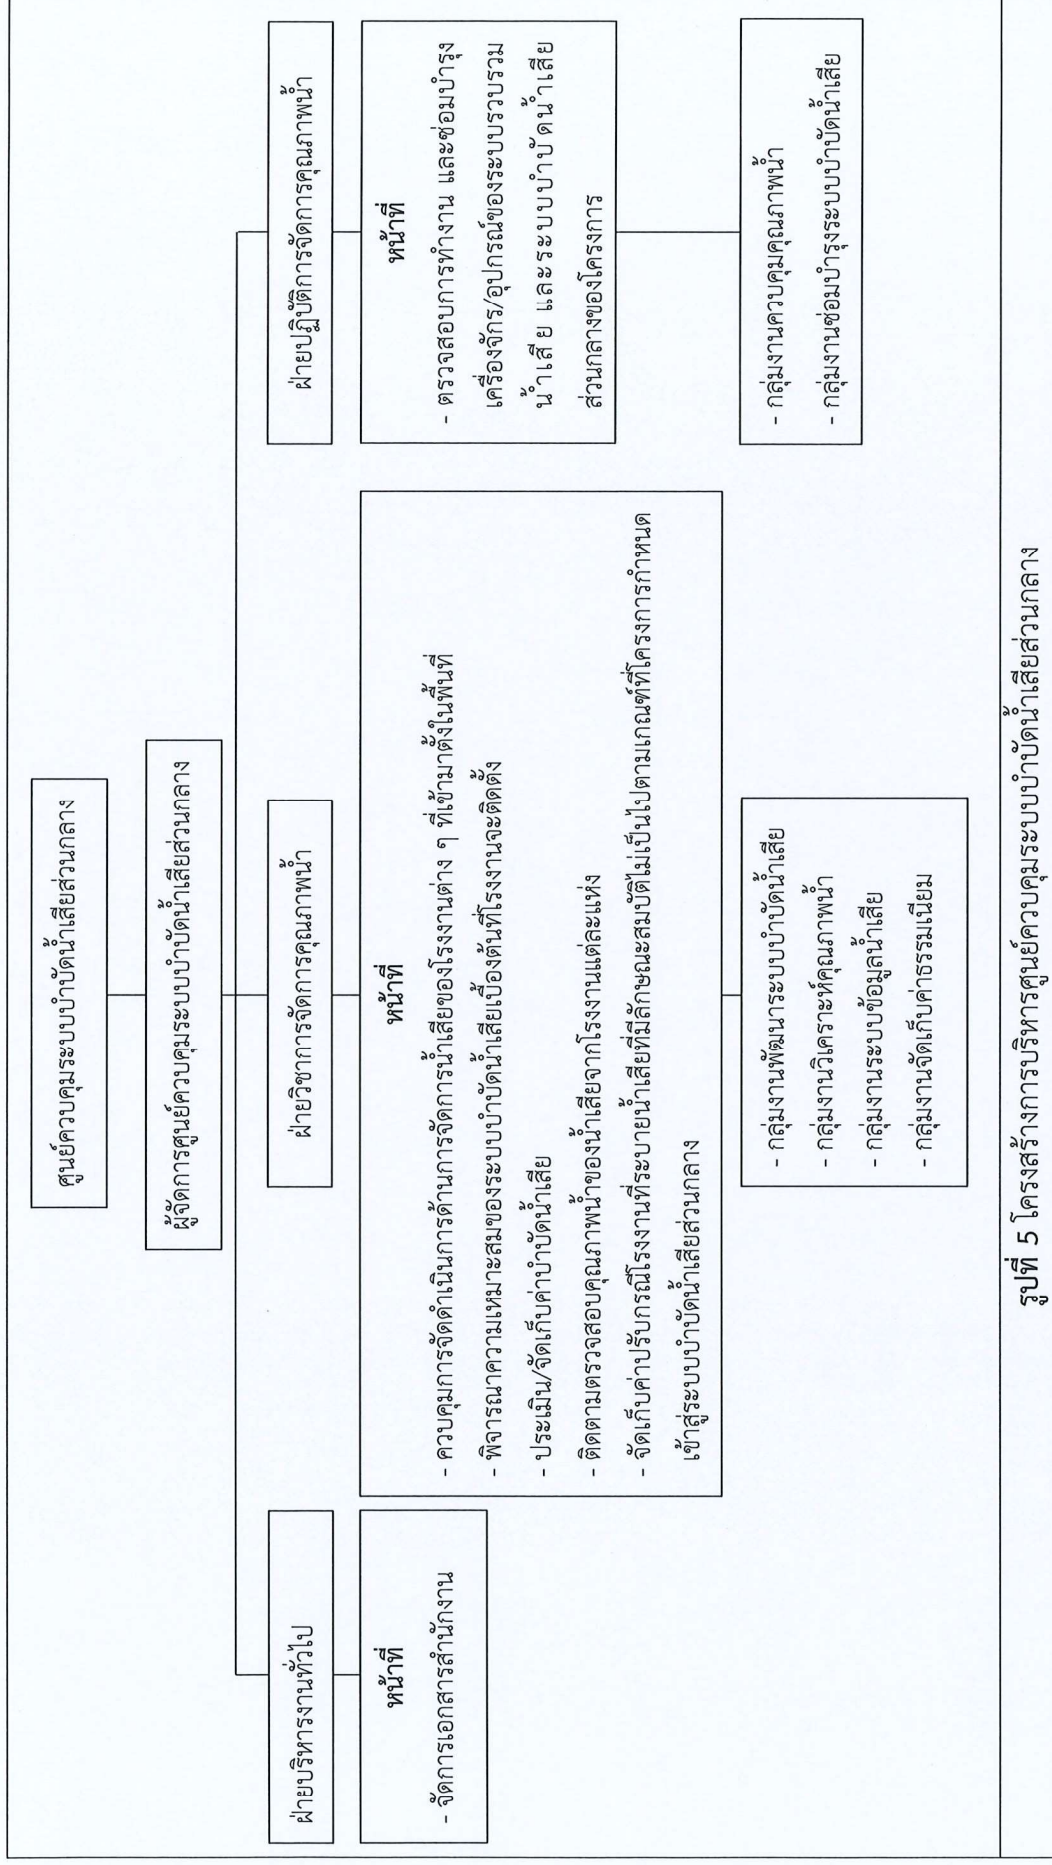 ศูนย์ควบคุมระบบบำบัดน้ำเสียส่วนกลาง
ผู้จัดการศูนย์ควบคุมระบบบำบัดน้ำเสียส่วนกลาง
ฝ่ายบริหารงานทั่วไป
หน้าที่
- จัดการเอกสารสำนักงาน
ฝ่ายวิชาการจัดการคุณภาพน้ำ
หน้าที่
- ควบคุมการจัดดำเนินการด้านการจัดการน้ำเสียของโรงงานต่าง ๆ ที่เข้ามาตั้งในพื้นที่
- พิจารณาความเหมาะสมของระบบบำบัดน้ำเสียเบื้องต้นที่โรงงานจะติดตั้ง
- ประเมิน/จัดเก็บค่าบำบัดน้ำเสีย
- ติดตามตรวจสอบคุณภาพน้ำของน้ำเสียจากโรงงานแต่ละแห่ง
- จัดเก็บค่าปรับกรณีโรงงานที่ระบายน้ำเสียที่มีลักษณะสมบัติไม่เป็นไปตามเกณฑ์ที่โครงการกำหนด
เข้าสู่ระบบบำบัดน้ำเสียส่วนกลาง
- กลุ่มงานพัฒนาระบบบำบัดน้ำเสีย
- กลุ่มงานวิเคราะห์คุณภาพน้ำ
- กลุ่มงานระบบข้อมูลน้ำเสีย
- กลุ่มงานจัดเก็บค่าธรรมเนียม
ฝ่ายปฏิบัติการจัดการคุณภาพน้ำ
หน้าที่
- ตรวจสอบการทำงาน และซ่อมบำรุง
เครื่องจักร/อุปกรณ์ของระบบรวบรวม
น้ำเสีย และระบบบำบัดน้ำเสีย
ส่วนกลางของโครงการ
- กลุ่มงานควบคุมคุณภาพน้ำ
- กลุ่มงานซ่อมบำรุงระบบบำบัดน้ำเสีย
รูปที่ 5 โครงสร้างการบริหารศูนย์ควบคุมระบบบำบัดน้ำเสียส่วนกลาง